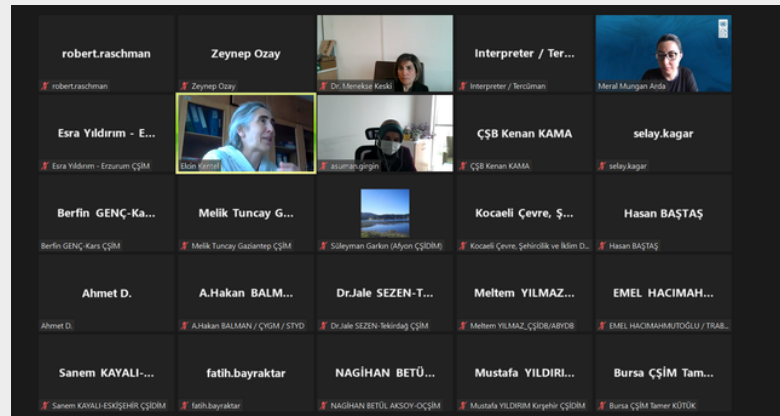 robert.raschman
robert.raschman
Zeynep Ozay
Zeynep Ozay
Dr. Menekse Keski
Interpreter / Ter...
Interpreter / Tercüman
Meral Mungan Arda
Esra Yıldırım - E...
Esra Yıldırım - Erzurum ÇŞİM
Elcin Kentel
asuman.girgin
ÇŞB Kenan KAMA
ÇŞB Kenan KAMA
selay.kagar
selay.kagar
Berfin GENÇ-Ka...
Berfin GENÇ-Kars ÇŞİM
Melik Tuncay G...
Melik Tuncay Gaziantep ÇŞİM
Süleyman Garkın (Afyon ÇŞİDİM)
Kocaeli Çevre, Ş...
Kocaeli Çevre, Şehircilik ve İklim D...
Hasan BAŞTAŞ
Hasan BAŞTAŞ
Ahmet D.
Ahmet D.
A.Hakan BALM...
A.Hakan BALMAN / ÇYGM / STYD
Dr.Jale SEZEN-T...
Dr.Jale SEZEN-Tekirdağ ÇŞİM
Meltem YILMAZ...
Meltem YILMAZ_ÇŞİDB/ABYDB
EMEL HACIMAH...
EMEL HACIMAHMUTOĞLU / TRAB...
Sanem KAYALI-...
Sanem KAYALI-ESKİŞEHİR ÇŞİDİM
fatih.bayraktar
fatih.bayraktar
NAGİHAN BETÜ...
NAGİHAN BETÜL AKSOY-OÇŞİM
Mustafa YILDIRI...
Mustafa YILDIRIM Kırşehir ÇŞİDİM
Bursa ÇŞİM Tam...
Bursa ÇŞİM Tamer KÜTÜK